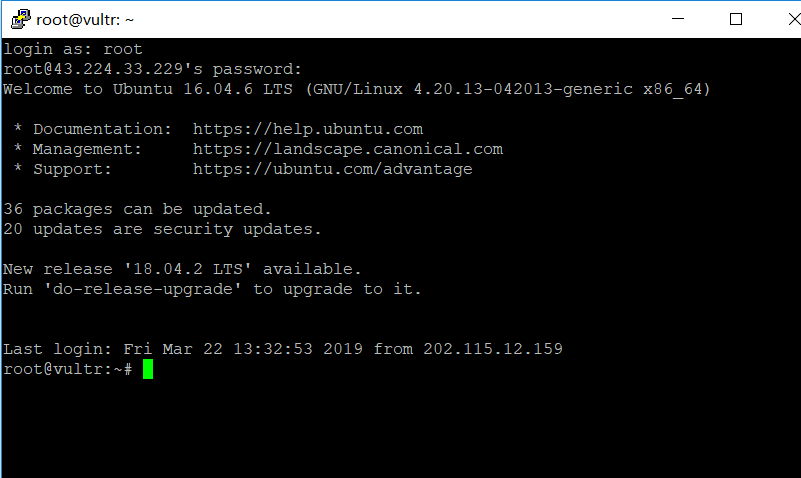 root@vultr: ~
login as: root
root@43.224.33.229's password:
Welcome to Ubuntu 16.04.6 LTS (GNU/Linux 4.20.13-042013-generic x86_64)
* Documentation:  https://help.ubuntu.com
* Management:     https://landscape.canonical.com
* Support:        https://ubuntu.com/advantage
36 packages can be updated.
20 updates are security updates.
New release '18.04.2 LTS' available.
Run 'do-release-upgrade' to upgrade to it.
Last login: Fri Mar 22 13:32:53 2019 from 202.115.12.159
root@vultr:~#